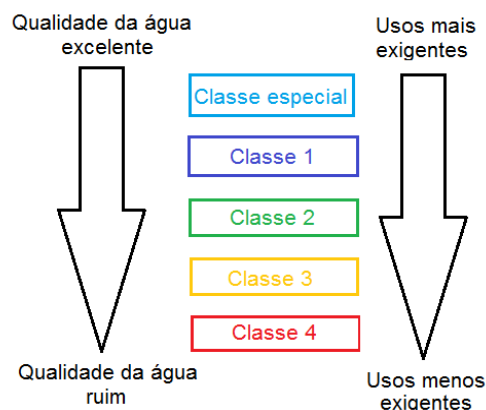 Qualidade da água
excelente
Usos mais
exigentes
Classe especial
Classe 1
Classe 2
Classe 3
Classe 4
Qualidade da água
ruim
Usos menos
exigentes